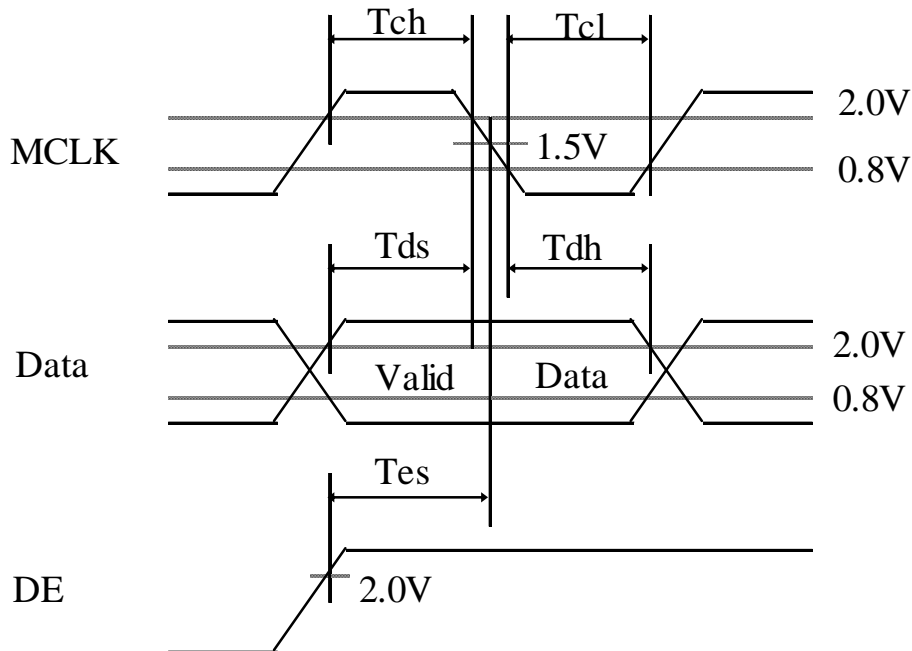 Tch
Tcl
2.0V
MCLK
1.5V
0.8V
Tds
Tdh
Data
Valid
Data
2.0V
0.8V
Tes
DE
2.0V